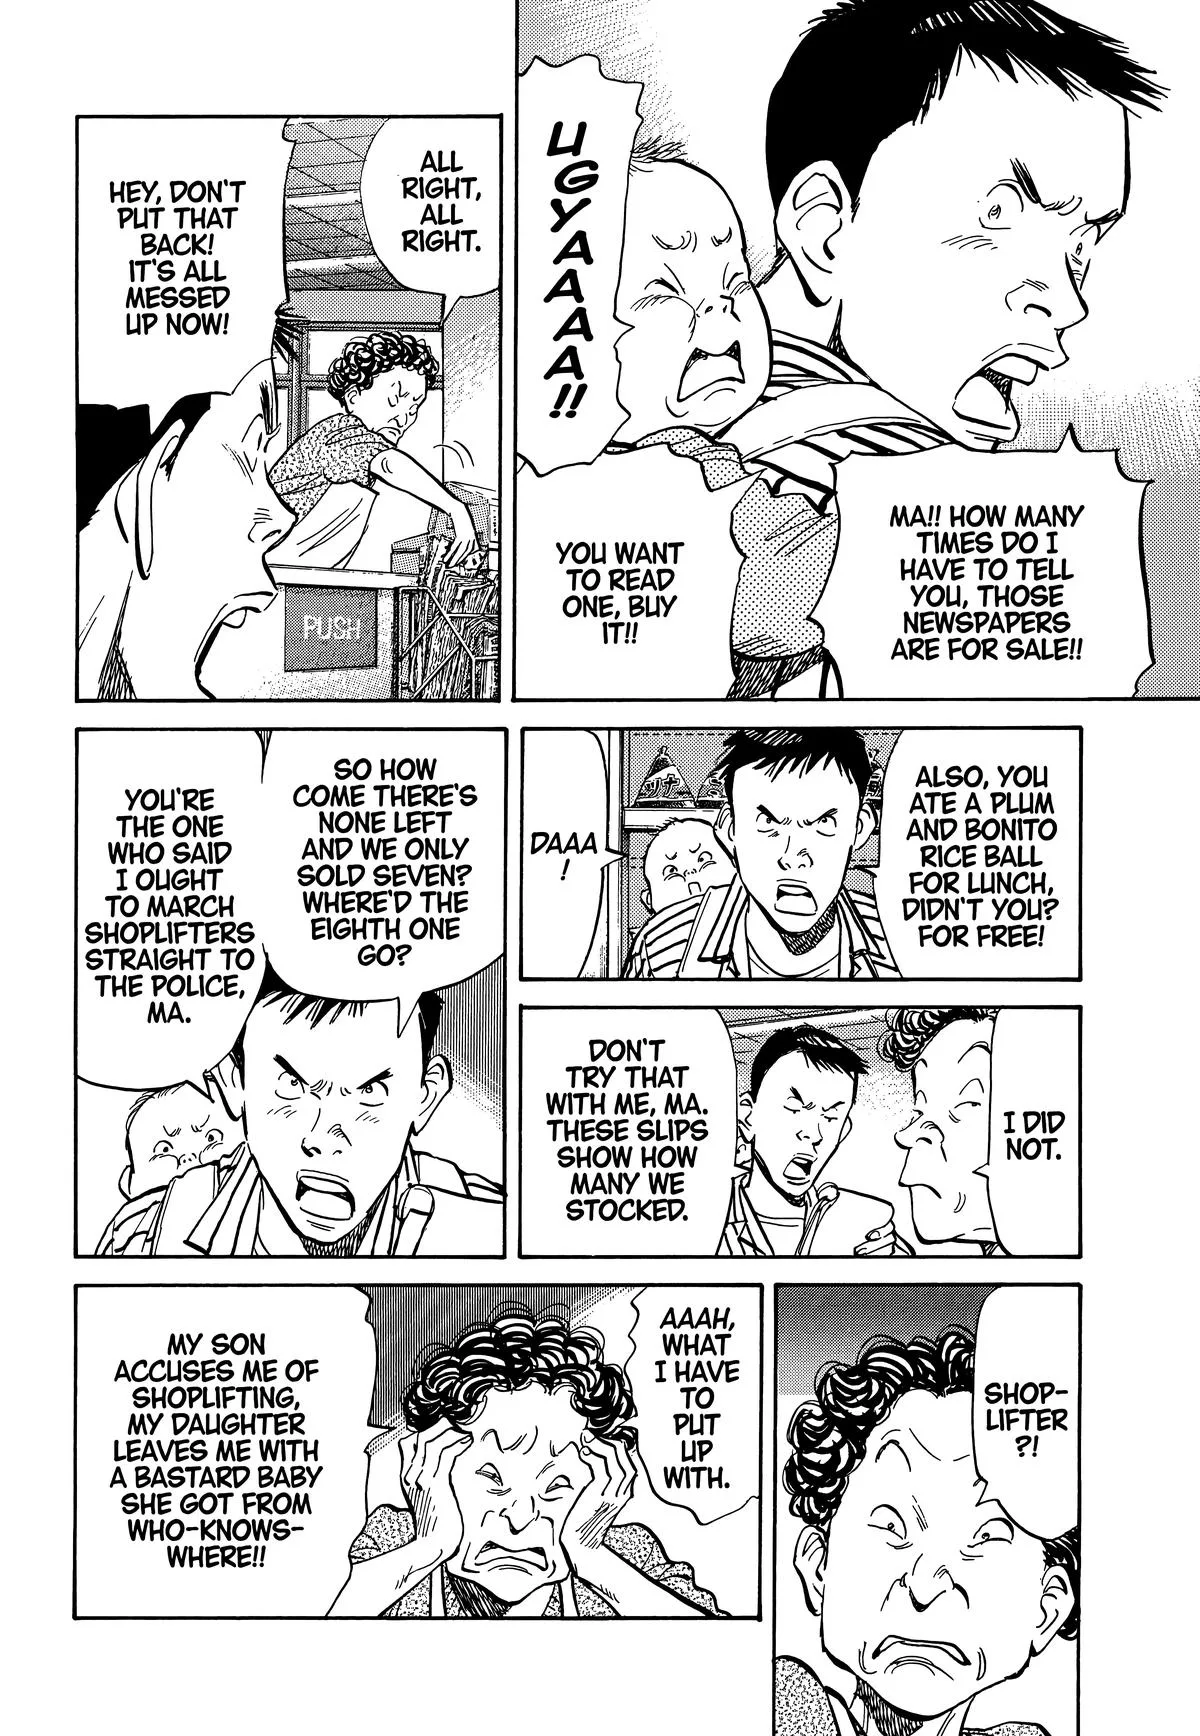 MA!! HOW MANY
TIMES DO I
HAVE TO TELL
YOU, THOSE
NEWSPAPERS
ARE FOR SALE!!
UGYAAAA!!
YOU WANT
TO READ
ONE, BUY
IT!!
ALL
RIGHT,
ALL
RIGHT.
HEY, DON'T
PUT THAT
BACK!
IT'S ALL
MESSED
UP NOW!
PUSH
ALSO, YOU
ATE A PLUM
AND BONITO
RICE BALL
FOR LUNCH,
DIDN'T YOU?
FOR FREE!
ツナ
DAAA
!
I DID
NOT.
DON'T
TRY THAT
WITH ME, MA.
THESE SLIPS
SHOW HOW
MANY WE
STOCKED.
SO HOW
COME THERE'S
NONE LEFT
AND WE ONLY
SOLD SEVEN?
WHERE'D THE
EIGHTH ONE
GO?
YOU'RE
THE ONE
WHO SAID
I OUGHT
TO MARCH
SHOPLIFTERS
STRAIGHT TO
THE POLICE,
MA.
SHOP-
LIFTER
?!
AAAH,
WHAT
I HAVE
TO
PUT
UP
WITH.
MY SON
ACCUSES ME OF
SHOPLIFTING,
MY DAUGHTER
LEAVES ME WITH
A BASTARD BABY
SHE GOT FROM
WHO-KNOWS-
WHERE!!